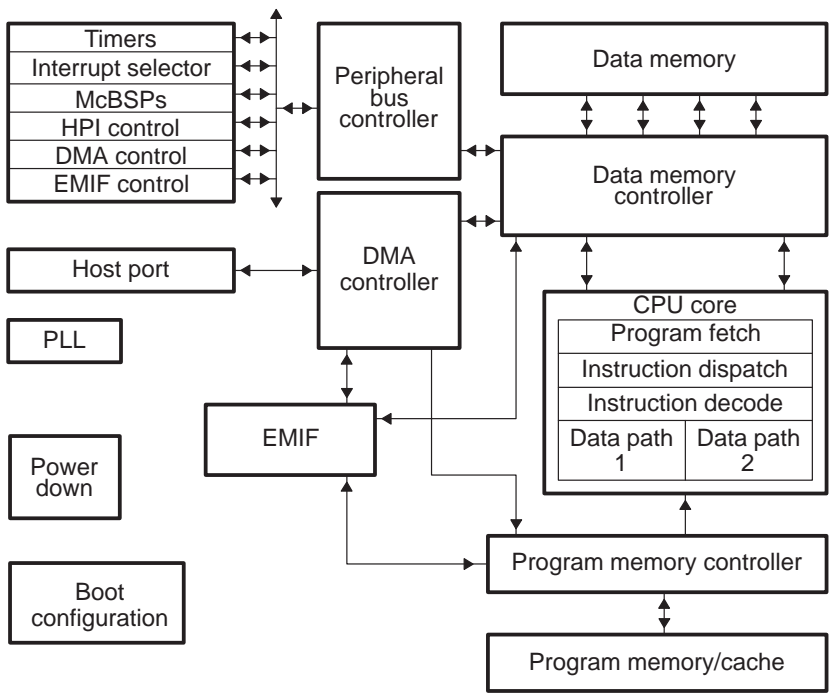 Timers
Interrupt selector
McBSPs
HPI control
DMA control
EMIF control
Peripheral
bus
controller
Data memory
Data memory
controller
Host port
DMA
controller
PLL
CPU core
Program fetch
Instruction dispatch
Instruction decode
Data path
1
Data path
2
EMIF
Power
down
Program memory controller
Boot
configuration
Program memory/cache